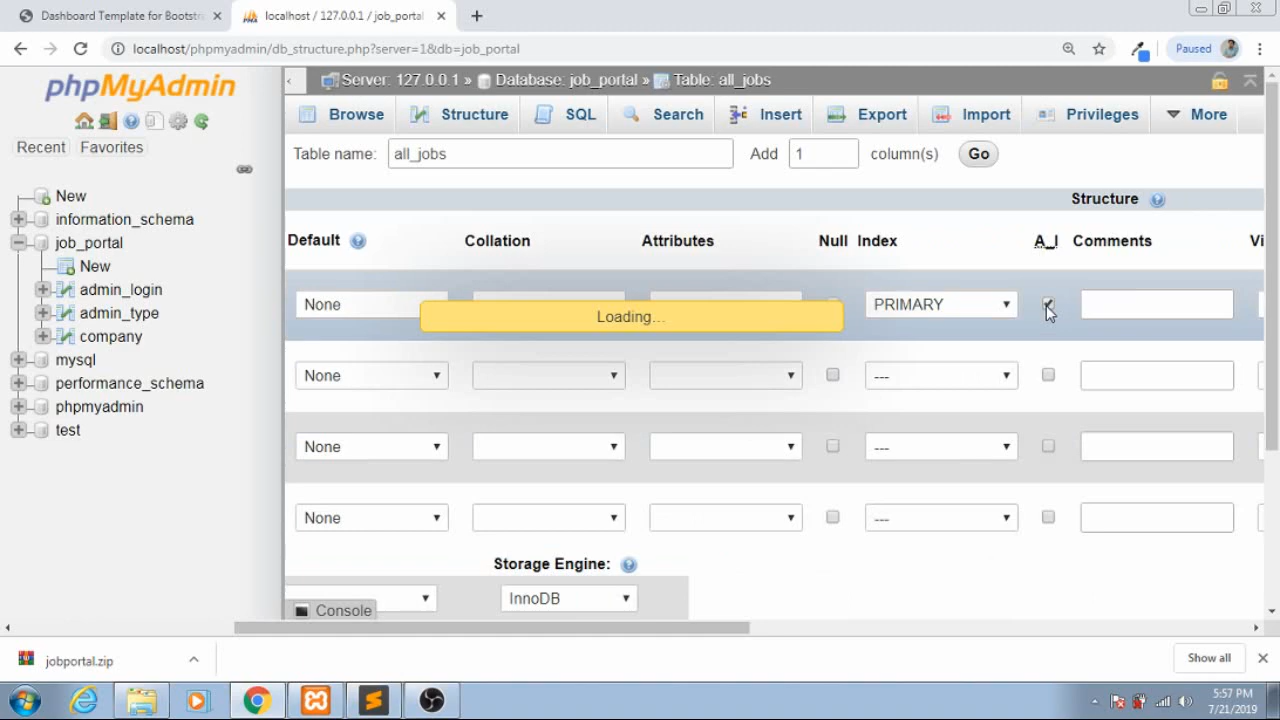 Dashboard Template for Bootstra
localhost / 127.0.0.1 / job_portal
localhost/phpmyadmin/db_structure.php?server=1&db=job_portal
Paused
phpMyAdmin
Recent
Favorites
New
information_schema
job_portal
New
admin_login
admin_type
company
mysql
performance_schema
phpmyadmin
test
Server: 127.0.0.1 » Database: job_portal » Table: all_jobs
Browse
Structure
SQL
Search
Insert
Export
Import
Privileges
More
Table name: all_jobs Add 1 column(s) Go
Structure
Default Collation Attributes Null Index A_I Comments Vi
None PRIMARY
Loading…
None ---
None ---
None ---
Storage Engine:
InnoDB
Console
jobportal.zip
Show all
5:57 PM
7/21/2019